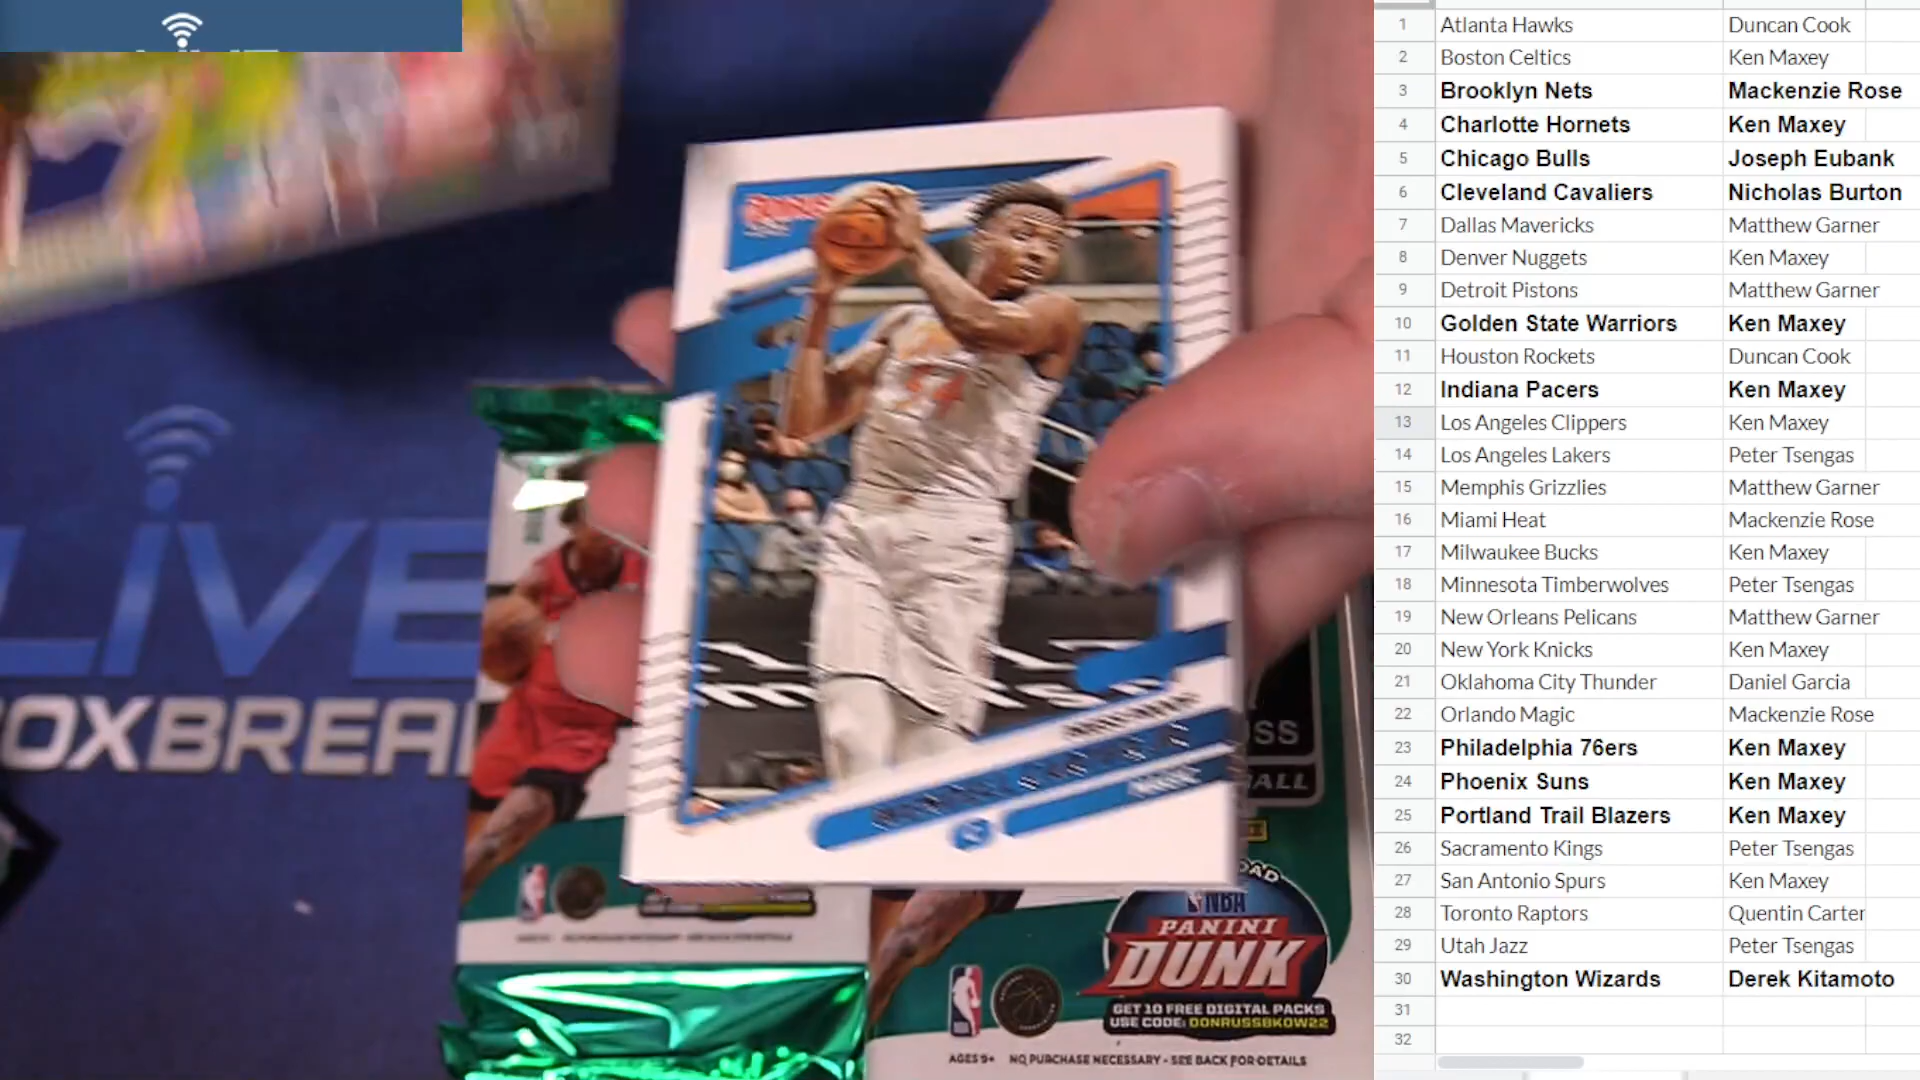 LIVE
OXBREA
NBA
PANINI
DUNK
GET 10 FREE DIGITAL PACKS
USE CODE: DONRUSSBKOW22
AGES 9+ NO PURCHASE NECESSARY - SEE BACK FOR DETAILS
1 Atlanta Hawks Duncan Cook
2 Boston Celtics Ken Maxey
3 Brooklyn Nets Mackenzie Rose
4 Charlotte Hornets Ken Maxey
5 Chicago Bulls Joseph Eubank
6 Cleveland Cavaliers Nicholas Burton
7 Dallas Mavericks Matthew Garner
8 Denver Nuggets Ken Maxey
9 Detroit Pistons Matthew Garner
10 Golden State Warriors Ken Maxey
11 Houston Rockets Duncan Cook
12 Indiana Pacers Ken Maxey
13 Los Angeles Clippers Ken Maxey
14 Los Angeles Lakers Peter Tsengas
15 Memphis Grizzlies Matthew Garner
16 Miami Heat Mackenzie Rose
17 Milwaukee Bucks Ken Maxey
18 Minnesota Timberwolves Peter Tsengas
19 New Orleans Pelicans Matthew Garner
20 New York Knicks Ken Maxey
21 Oklahoma City Thunder Daniel Garcia
22 Orlando Magic Mackenzie Rose
23 Philadelphia 76ers Ken Maxey
24 Phoenix Suns Ken Maxey
25 Portland Trail Blazers Ken Maxey
26 Sacramento Kings Peter Tsengas
27 San Antonio Spurs Ken Maxey
28 Toronto Raptors Quentin Carter
29 Utah Jazz Peter Tsengas
30 Washington Wizards Derek Kitamoto
31
32